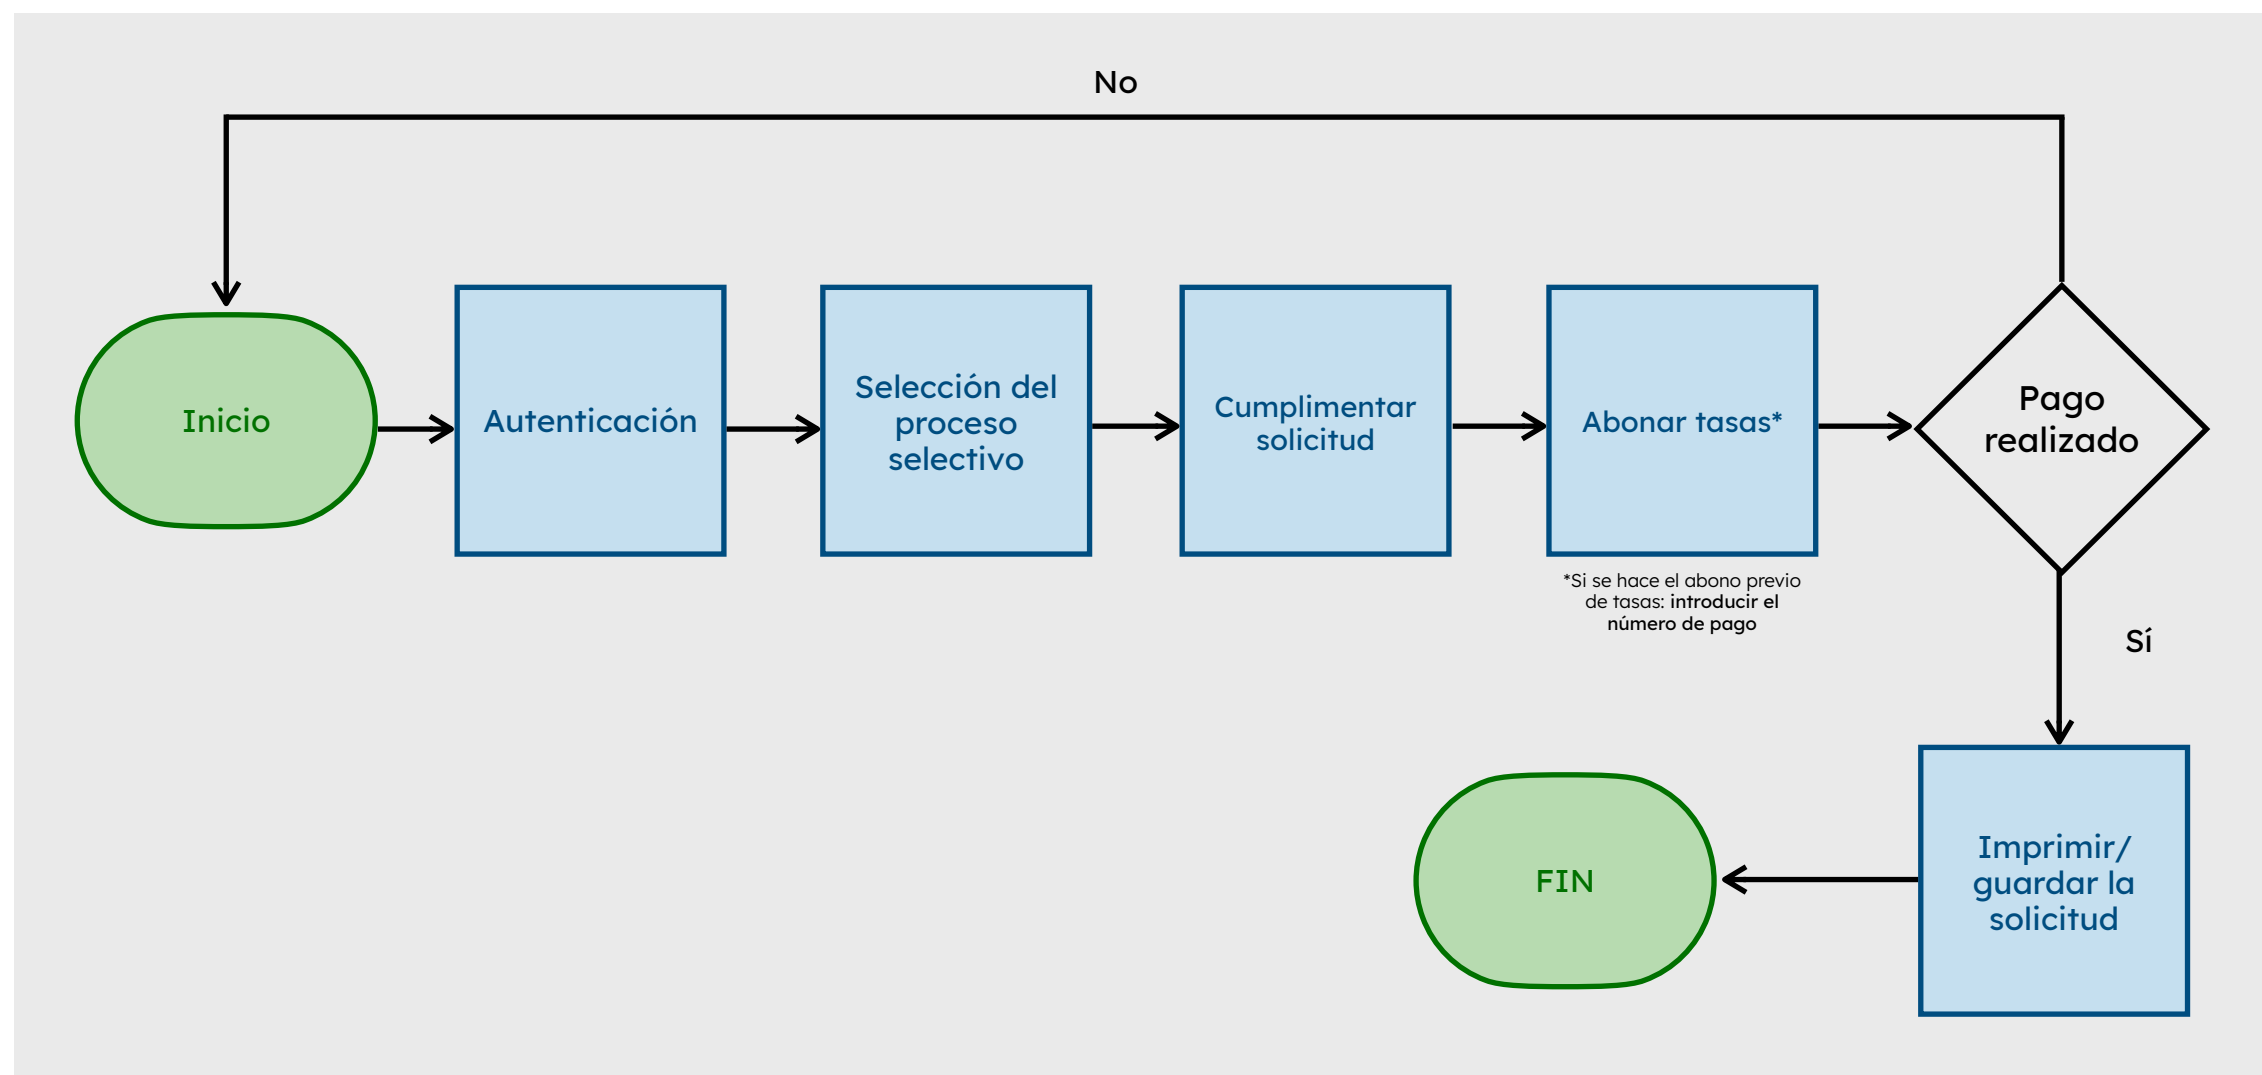 No
Inicio
Autenticación
Selección del
proceso
selectivo
Cumplimentar
solicitud
Abonar tasas*
Pago
realizado
*Si se hace el abono previo
de tasas: introducir el
número de pago
Sí
Imprimir/
guardar la
solicitud
FIN